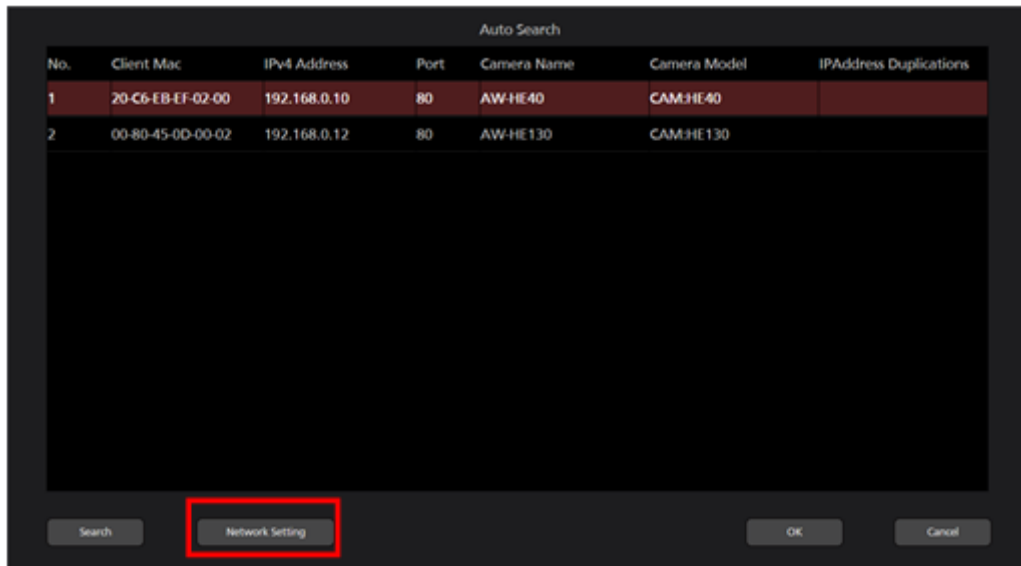 Auto Search
No. Client Mac IPv4 Address Port Camera Name Camera Model IPAddress Duplications
1 20-C6-EB-EF-02-00 192.168.0.10 80 AW-HE40 CAM:HE40
2 00-80-45-0D-00-02 192.168.0.12 80 AW-HE130 CAM:HE130
Search Network Setting OK Cancel